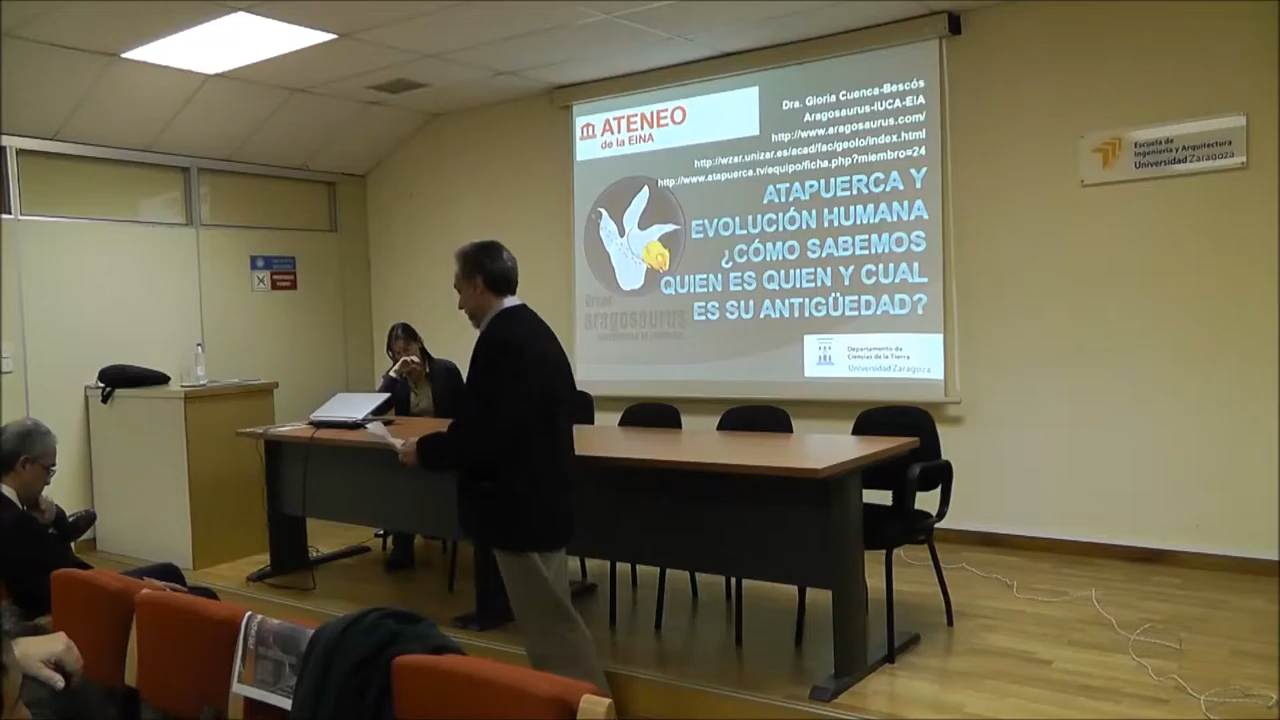 ATENEO
de la EINA
Dra. Gloria Cuenca-Bescós
Aragosaurus-IUCA-EIA
http://www.aragosaurus.com/
http://wzar.unizar.es/acad/fac/geolo/index.html
http://www.atapuerca.tv/equipo/ficha.php?miembro=24
ATAPUERCA Y
EVOLUCIÓN HUMANA
¿CÓMO SABEMOS
QUIEN ES QUIEN Y CUAL
ES SU ANTIGÜEDAD?
aragosaurus
Departamento de
Ciencias de la Tierra
Universidad Zaragoza
Escuela de
Ingeniería y Arquitectura
Universidad Zaragoza